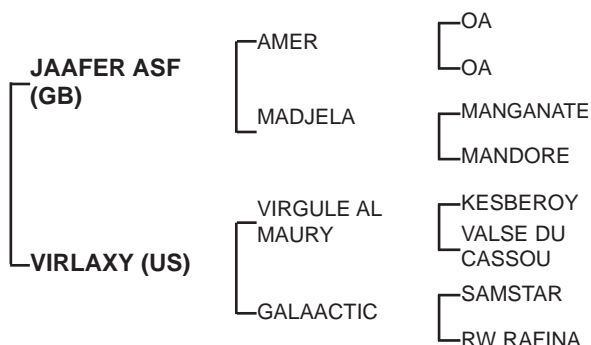 JAAFER ASF
(GB)
AMER
OA
OA
MADJELA
MANGANATE
MANDORE
VIRLAXY (US)
VIRGULE AL
MAURY
KESBEROY
VALSE DU
CASSOU
GALAACTIC
SAMSTAR
RW RAFINA